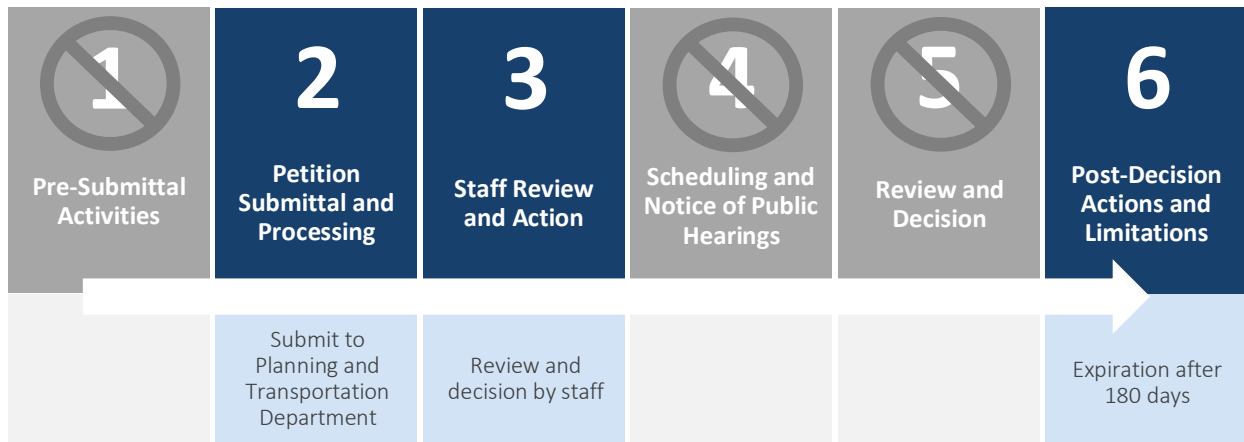 1
Pre-Submittal
Activities
2
Petition
Submittal and
Processing
Submit to
Planning and
Transportation
Department
3
Staff Review
and Action
Review and
decision by staff
4
Scheduling and
Notice of Public
Hearings
5
Review and
Decision
6
Post-Decision
Actions and
Limitations
Expiration after
180 days